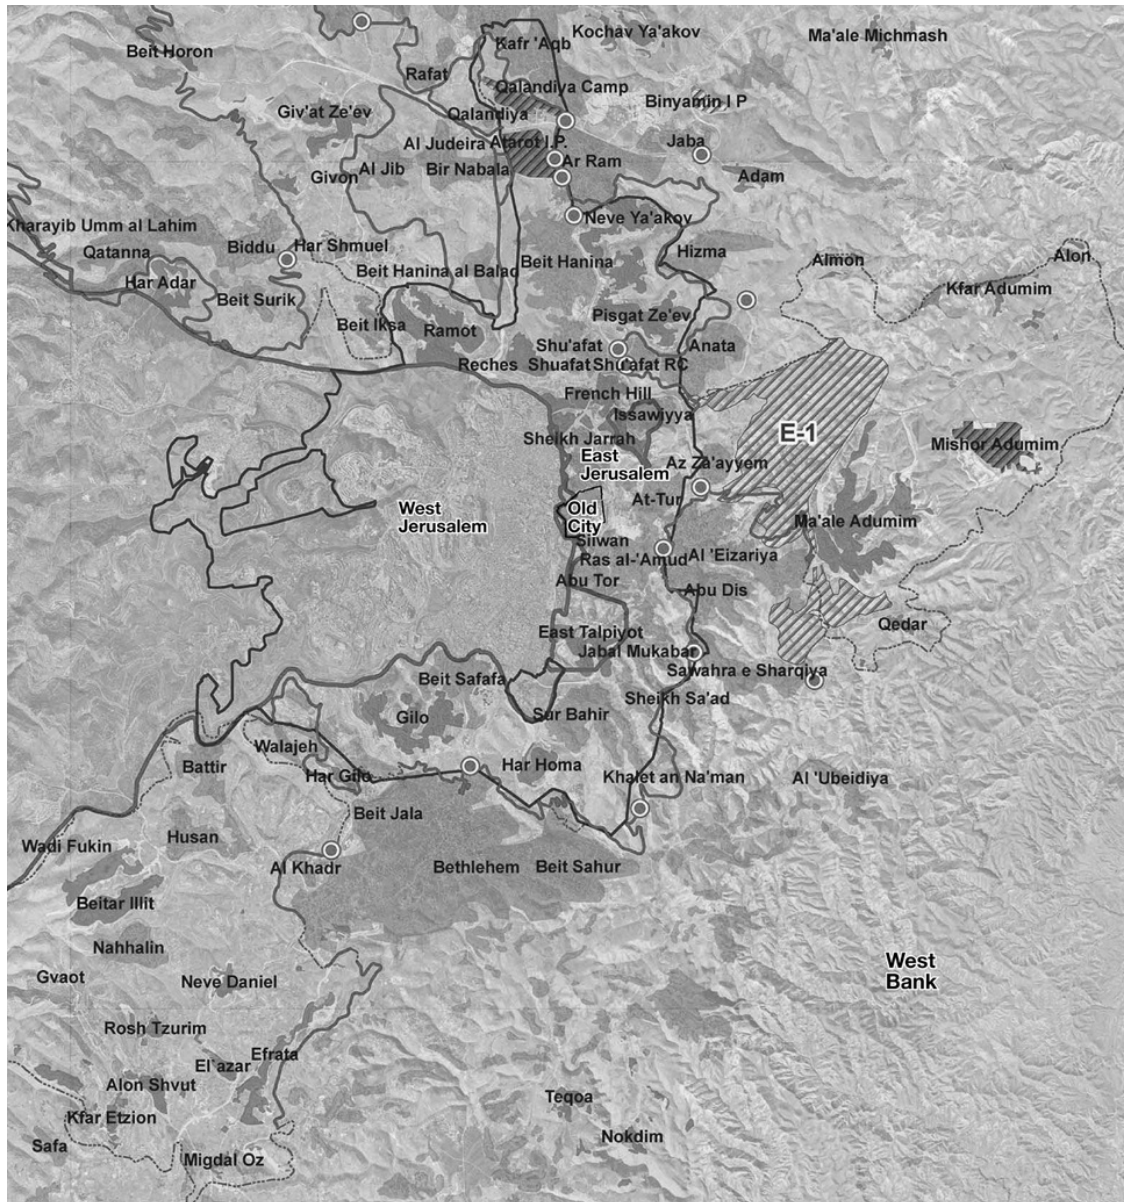 Kochav Ya'akov
Ma'ale Michmash
Kafr 'Aqb
Beit Horon
Rafat
Qalandiya Camp
Binyamin I P
Giv'at Ze'ev
Qalandiya
Al Judeira
Atarot I.P.
Jaba
Ar Ram
Al Jib
Bir Nabala
Givon
Adam
Neve Ya'akov
Kharayib Umm al Lahim
Qatanna
Biddu
Har Shmuel
Hizma
Almon
Alon
Beit Hanina al Balad
Beit Hanina
Har Adar
Kfar Adumim
Beit Surik
Pisgat Ze'ev
Beit Iksa
Ramot
Shu'afat
Anata
Reches
Shuafat
Shu'afat RC
French Hill
Issawiyya
E-1
Sheikh Jarrah
Mishor Adumim
East
Jerusalem
Az Za'ayyem
At-Tur
West
Jerusalem
Old
City
Ma'ale Adumim
Silwan
Ras al-'Amud
Al 'Eizariya
Abu Tor
Abu Dis
Qedar
East Talpiyot
Jabal Mukabar
Sawahra e Sharqiya
Beit Safafa
Sheikh Sa'ad
Gilo
Sur Bahir
Walajeh
Battir
Har Homa
Har Gilo
Khalet an Na'man
Al 'Ubeidiya
Beit Jala
Husan
Wadi Fukin
Al Khadr
Bethlehem
Beit Sahur
Beitar Illit
Nahhalin
West
Bank
Gvaot
Neve Daniel
Rosh Tzurim
Efrata
El`azar
Alon Shvut
Teqoa
Kfar Etzion
Nokdim
Safa
Migdal Oz